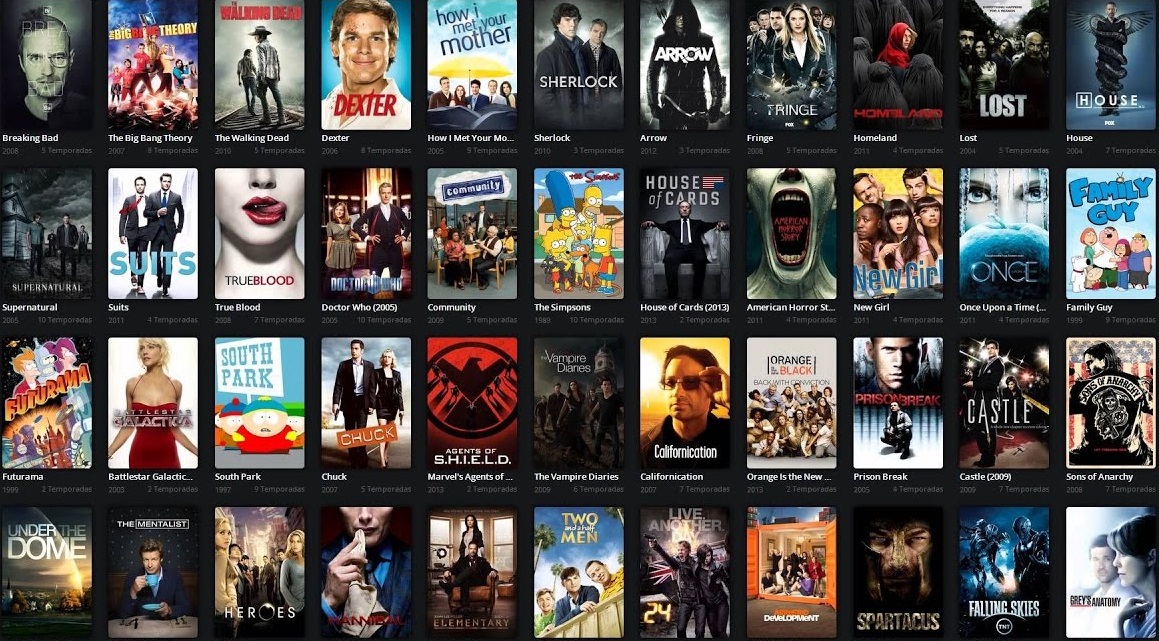 BREA
BAD
THE BIG BANG THEORY
THE WALKING DEAD
DEXTER
how i
met your
mother
SHERLOCK
ARROW
FRINGE
FOX
HOMELAND
EVERYTHING HAPPENS
FOR A REASON
LOST
HOUSE
FOX
Breaking Bad
The Big Bang Theory
The Walking Dead
Dexter
How I Met Your Mo...
Sherlock
Arrow
Fringe
Homeland
Lost
House
2008 5 Temporadas
2007 8 Temporadas
2010 5 Temporadas
2006 8 Temporadas
2005 9 Temporadas
2010 3 Temporadas
2012 3 Temporadas
2008 5 Temporadas
2011 4 Temporadas
2004 5 Temporadas
2004 7 Temporadas
SUPERNATURAL
SUITS
TRUEBLOOD
DOCTOR WHO
community
The Simpsons
HOUSE
of CARDS
AMERICAN
HORROR
STORY
New Girl
ONCE
FAMILY
GUY
Supernatural
Suits
True Blood
Doctor Who (2005)
Community
The Simpsons
House of Cards (2013)
American Horror St...
New Girl
Once Upon a Time (...
Family Guy
2005 10 Temporadas
2011 4 Temporadas
2008 7 Temporadas
2005 10 Temporadas
2009 5 Temporadas
1989 10 Temporadas
2013 2 Temporadas
2011 4 Temporadas
2011 4 Temporadas
2011 4 Temporadas
1999 9 Temporadas
FUTURAMA
BATTLESTAR
GALACTICA
SOUTH
PARK
CHUCK
AGENTS OF
S.H.I.E.L.D.
the Vampire
Diaries
Californication
ORANGE
IS THE NEW
BLACK
BACK WITH CONVICTION
PRISON BREAK
CASTLE
SONS OF ANARCHY
Futurama
Battlestar Galactic...
South Park
Chuck
Marvel's Agents of ...
The Vampire Diaries
Californication
Orange Is the New ...
Prison Break
Castle (2009)
Sons of Anarchy
1999 2 Temporadas
2003 2 Temporadas
1997 9 Temporadas
2007 5 Temporadas
2013 2 Temporadas
2009 6 Temporadas
2007 7 Temporadas
2013 2 Temporadas
2005 4 Temporadas
2009 7 Temporadas
2008 7 Temporadas
UNDER THE
DOME
THE MENTALIST
HEROES
HANNIBAL
ELEMENTARY
TWO
and a half
MEN
LIVE.
ANOTHER.
DAY
24
ARRESTED
DeVeLOPMeNT
SPARTACUS
FALLING SKIES
TNT
GREY'S ANATOMY